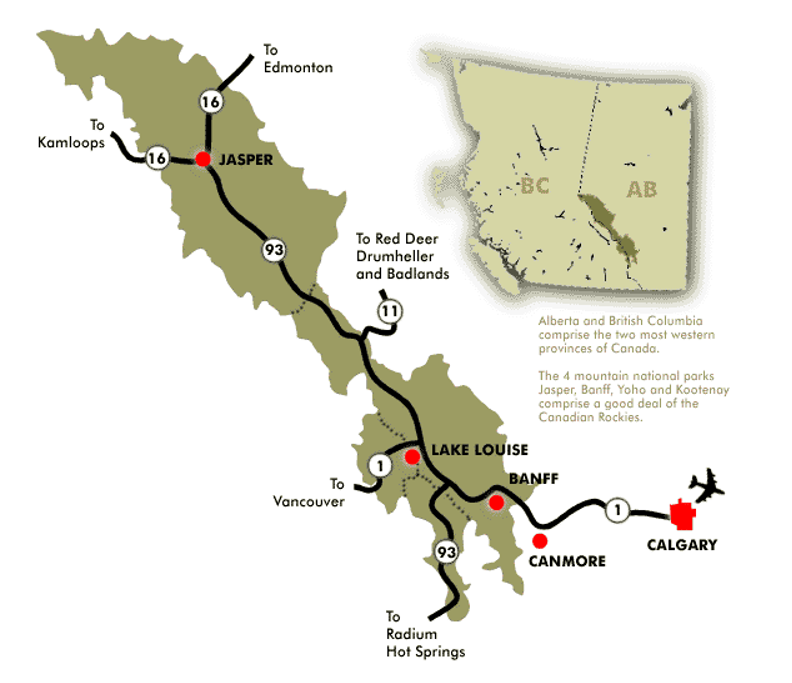 To
Edmonton
16
To
Kamloops
16
JASPER
BC
AB
93
To Red Deer
Drumheller
and Badlands
11
Alberta and British Columbia
comprise the two most western
provinces of Canada.
The 4 mountain national parks
Jasper, Banff, Yoho and Kootenay
comprise a good deal of the
Canadian Rockies.
LAKE LOUISE
1
BANFF
To
Vancouver
1
CALGARY
93
CANMORE
To
Radium
Hot Springs